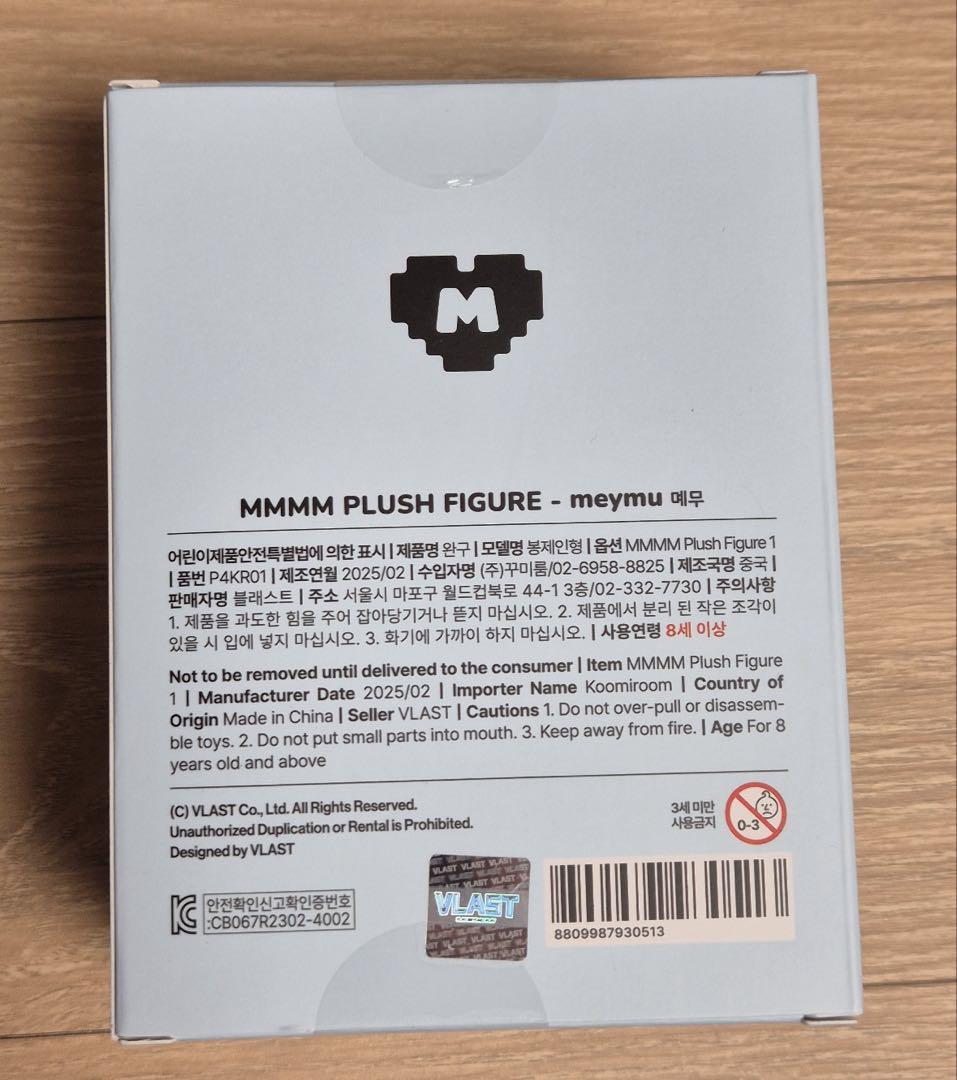 M
MMMM PLUSH FIGURE - meymu 몌무
어린이제품안전특별법에 의한 표시 | 제품명 완구 | 모델명 봉제인형 | 옵션 MMMM Plush Figure 1
| 품번 P4KR01 | 제조연월 2025/02 | 수입자명 (주)꾸미룸/02-6958-8825 | 제조국명 중국 |
판매자명 블래스트 | 주소 서울시 마포구 월드컵북로 44-1 3층/02-332-7730 | 주의사항
1. 제품을 과도한 힘을 주어 잡아당기거나 뜯지 마십시오. 2. 제품에서 분리 된 작은 조각이
있을 시 입에 넣지 마십시오. 3. 화기에 가까이 하지 마십시오. | 사용연령 8세 이상
Not to be removed until delivered to the consumer | Item MMMM Plush Figure
1 | Manufacturer Date 2025/02 | Importer Name Koomiroom | Country of
Origin Made in China | Seller VLAST | Cautions 1. Do not over-pull or disassem-
ble toys. 2. Do not put small parts into mouth. 3. Keep away from fire. | Age For 8
years old and above
(C) VLAST Co., Ltd. All Rights Reserved.
Unauthorized Duplication or Rental is Prohibited.
Designed by VLAST
3세 미만
사용금지
0-3
안전확인신고확인증번호
:CB067R2302-4002
VLAST
8809987930513